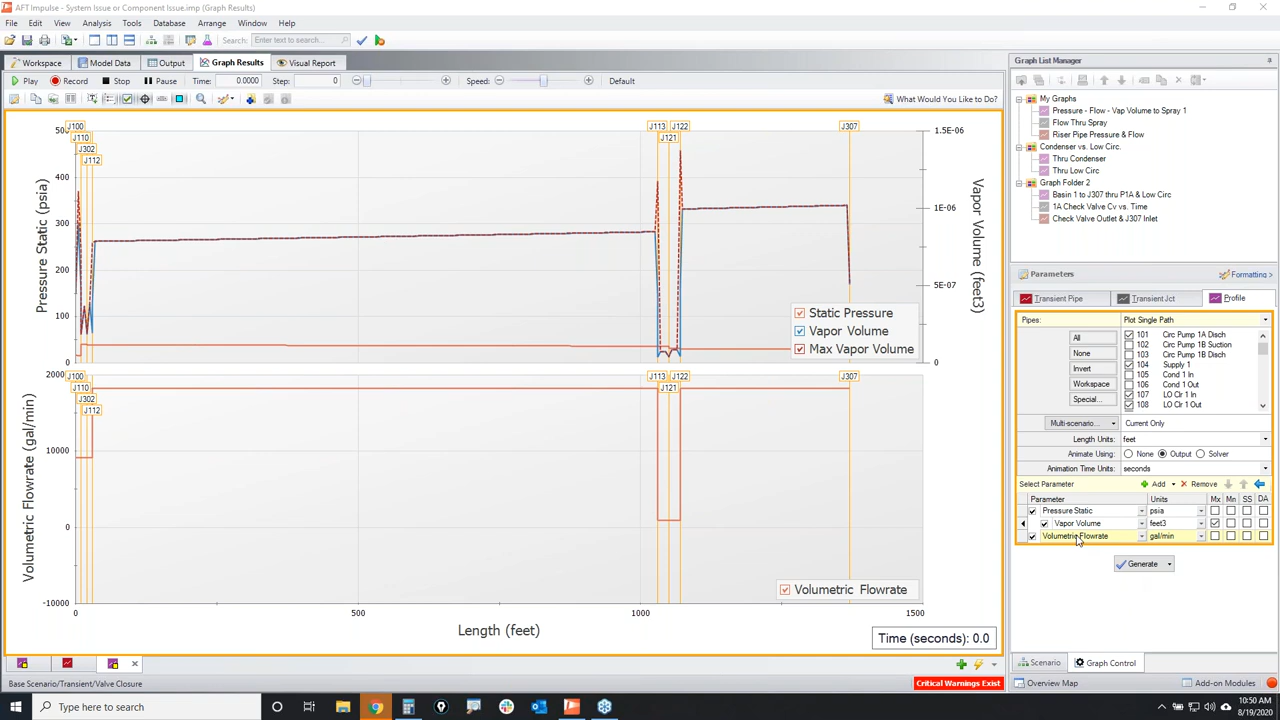 AFT Impulse - System Issue or Component Issue.imp (Graph Results)
File Edit View Analysis Tools Database Arrange Window Help
Search: Enter text to search...
Workspace Model Data Output Graph Results Visual Report
Play Record Stop Pause Time: 0.0000 Step: 0 Speed: Default
What Would You Like to Do?
J100 J113 J122 J307
J110 J121
J302
J112
500 400 300 200 100 0
Pressure Static (psia)
1.5E-06 1E-06 5E-07 0
Vapor Volume (feet3)
Static Pressure
Vapor Volume
Max Vapor Volume
J100 J113 J122 J307
J110 J121
J302
J112
2000 10000 0 -10000
Volumetric Flowrate (gal/min)
Volumetric Flowrate
0 500 1000 1500
Length (feet)
Time (seconds): 0.0
Graph List Manager
My Graphs
Pressure - Flow - Vap Volume to Spray 1
Flow Thru Spray
Riser Pipe Pressure & Flow
Condenser vs. Low Circ.
Thru Condenser
Thru Low Circ
Graph Folder 2
Basin 1 to J307 thru P1A & Low Circ
1A Check Valve Cv vs. Time
Check Valve Outlet & J307 Inlet
Parameters Formatting >
Transient Pipe Transient Jct Profile
Pipes: Plot Single Path
All
None
Invert
Workspace
Special...
101 Circ Pump 1A Disch
102 Circ Pump 1B Suction
103 Circ Pump 1B Disch
104 Supply 1
105 Cond 1 In
106 Cond 1 Out
107 LO Clr 1 In
108 LO Clr 1 Out
Multi-scenario... Current Only
Length Units: feet
Animate Using: None Output Solver
Animation Time Units: seconds
Select Parameter Add Remove
Parameter Units Mx Mn SS DA
Pressure Static psia
Vapor Volume feet3
Volumetric Flowrate gal/min
Generate
Scenario Graph Control
Base Scenario/Transient/Valve Closure
Critical Warnings Exist
Overview Map Add-on Modules
Type here to search
10:50 AM
8/19/2020